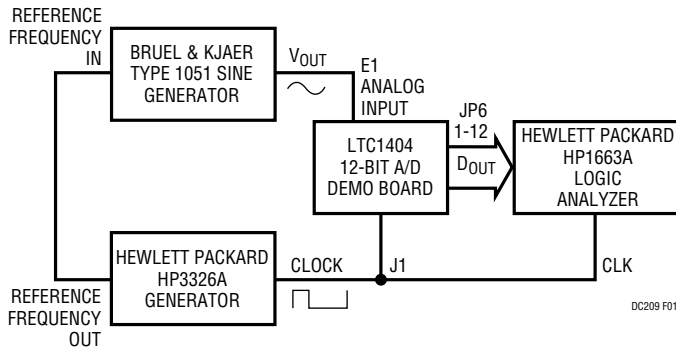 REFERENCE
FREQUENCY
IN
BRUEL & KJAER
TYPE 1051 SINE
GENERATOR
VOUT
E1
ANALOG
INPUT
LTC1404
12-BIT A/D
DEMO BOARD
JP6
1-12
DOUT
HEWLETT PACKARD
HP1663A
LOGIC
ANALYZER
HEWLETT PACKARD
HP3326A
GENERATOR
CLOCK
J1
CLK
REFERENCE
FREQUENCY
OUT
DC209 F01